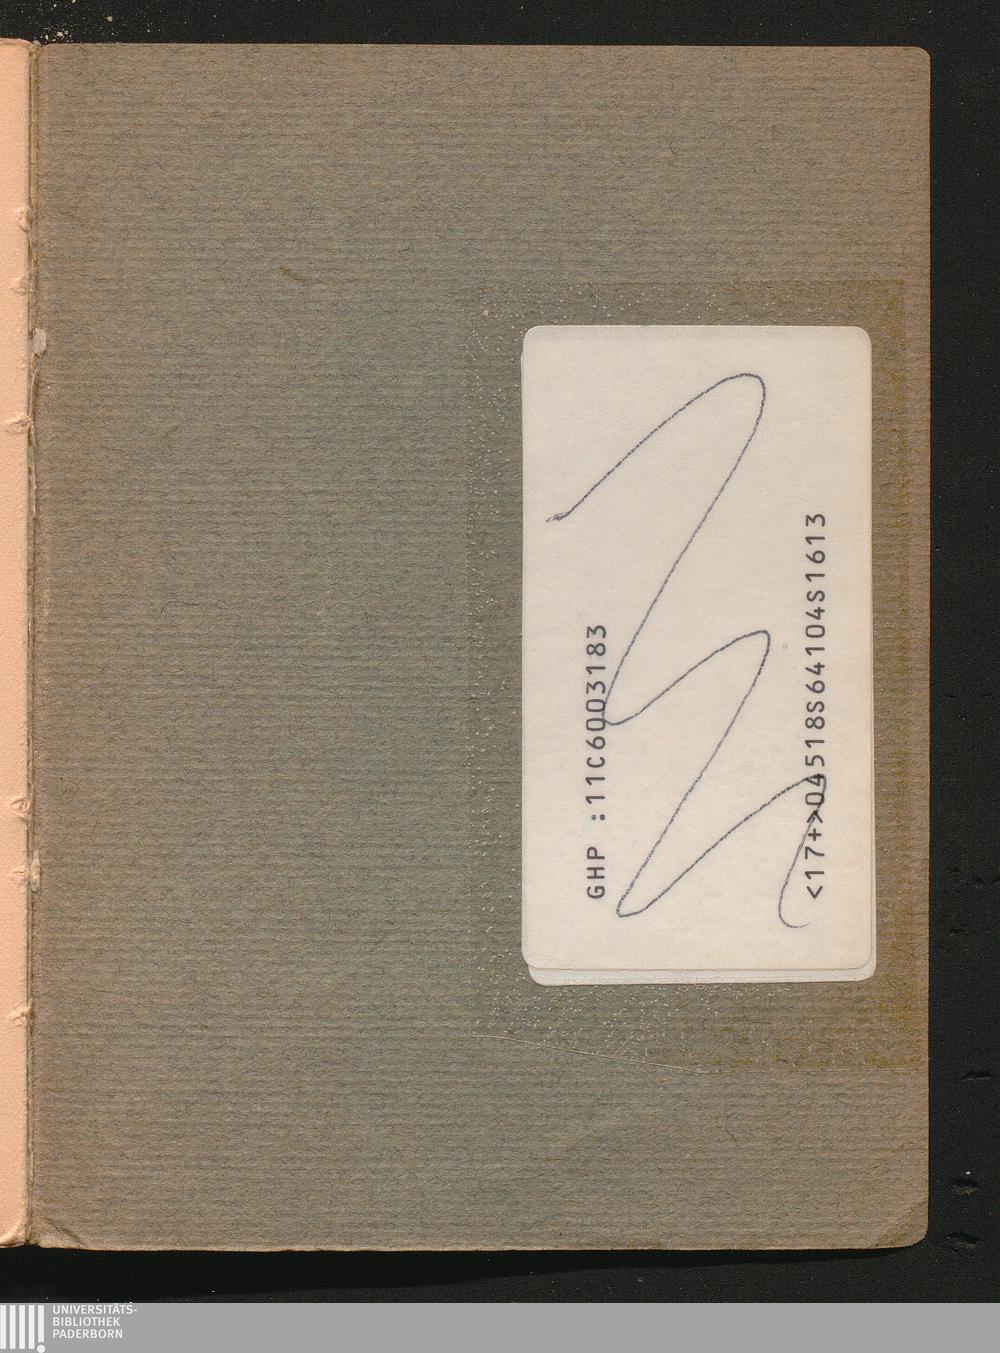 GHP :11C6003183
<17+>04518S64104S1613
UNIVERSITÄTS-
BIBLIOTHEK
PADERBORN